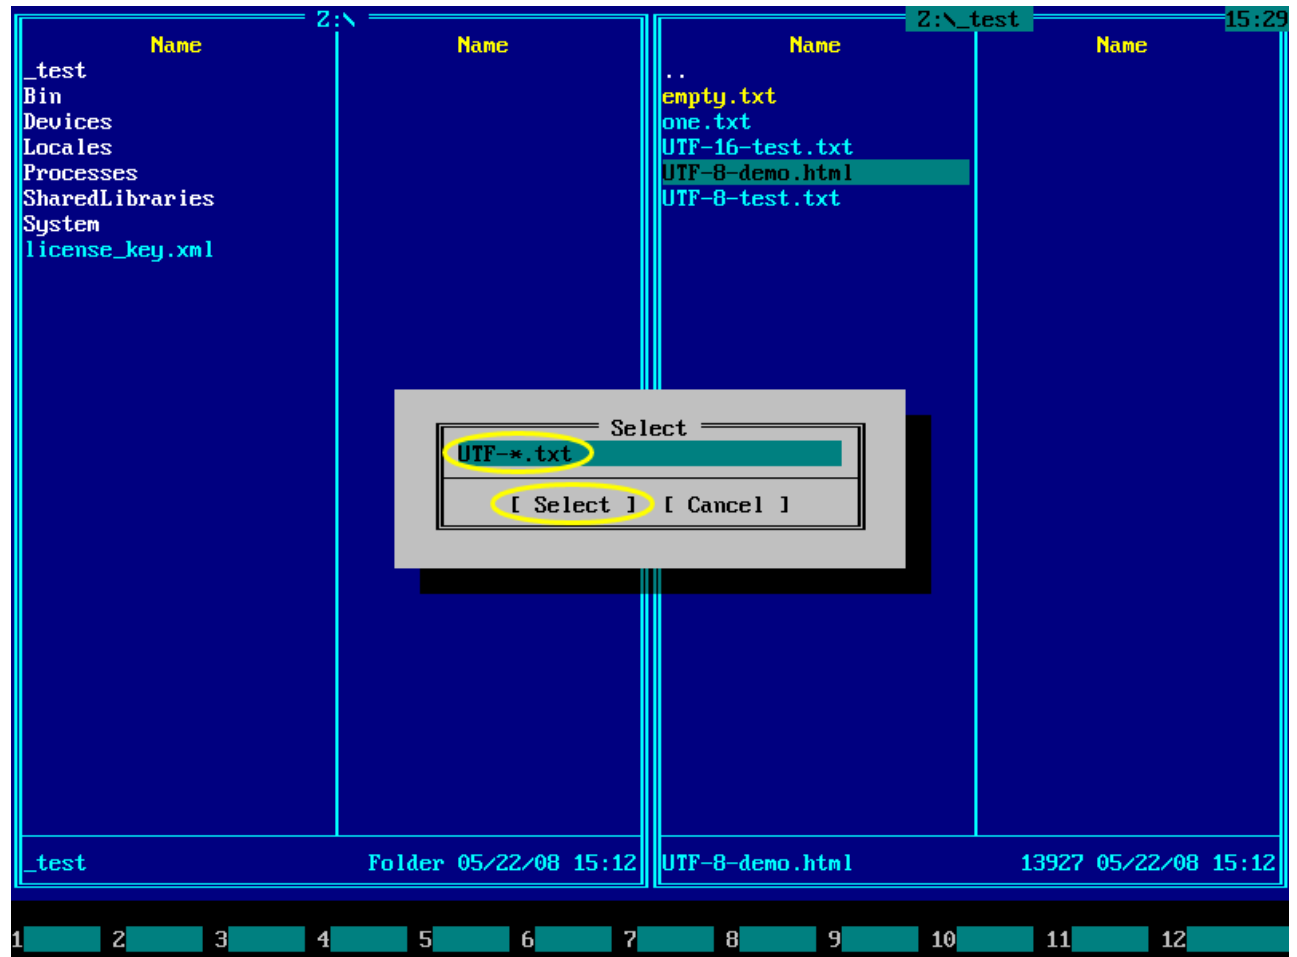 Z:\
Name Name
_test
Bin
Devices
Locales
Processes
SharedLibraries
System
license_key.xml
_test Folder 05/22/08 15:12
Z:\_test 15:29
Name Name
..
empty.txt
one.txt
UTF-16-test.txt
UTF-8-demo.html
UTF-8-test.txt
UTF-8-demo.html 13927 05/22/08 15:12
Select
UTF-*.txt
[ Select ] [ Cancel ]
1 2 3 4 5 6 7 8 9 10 11 12